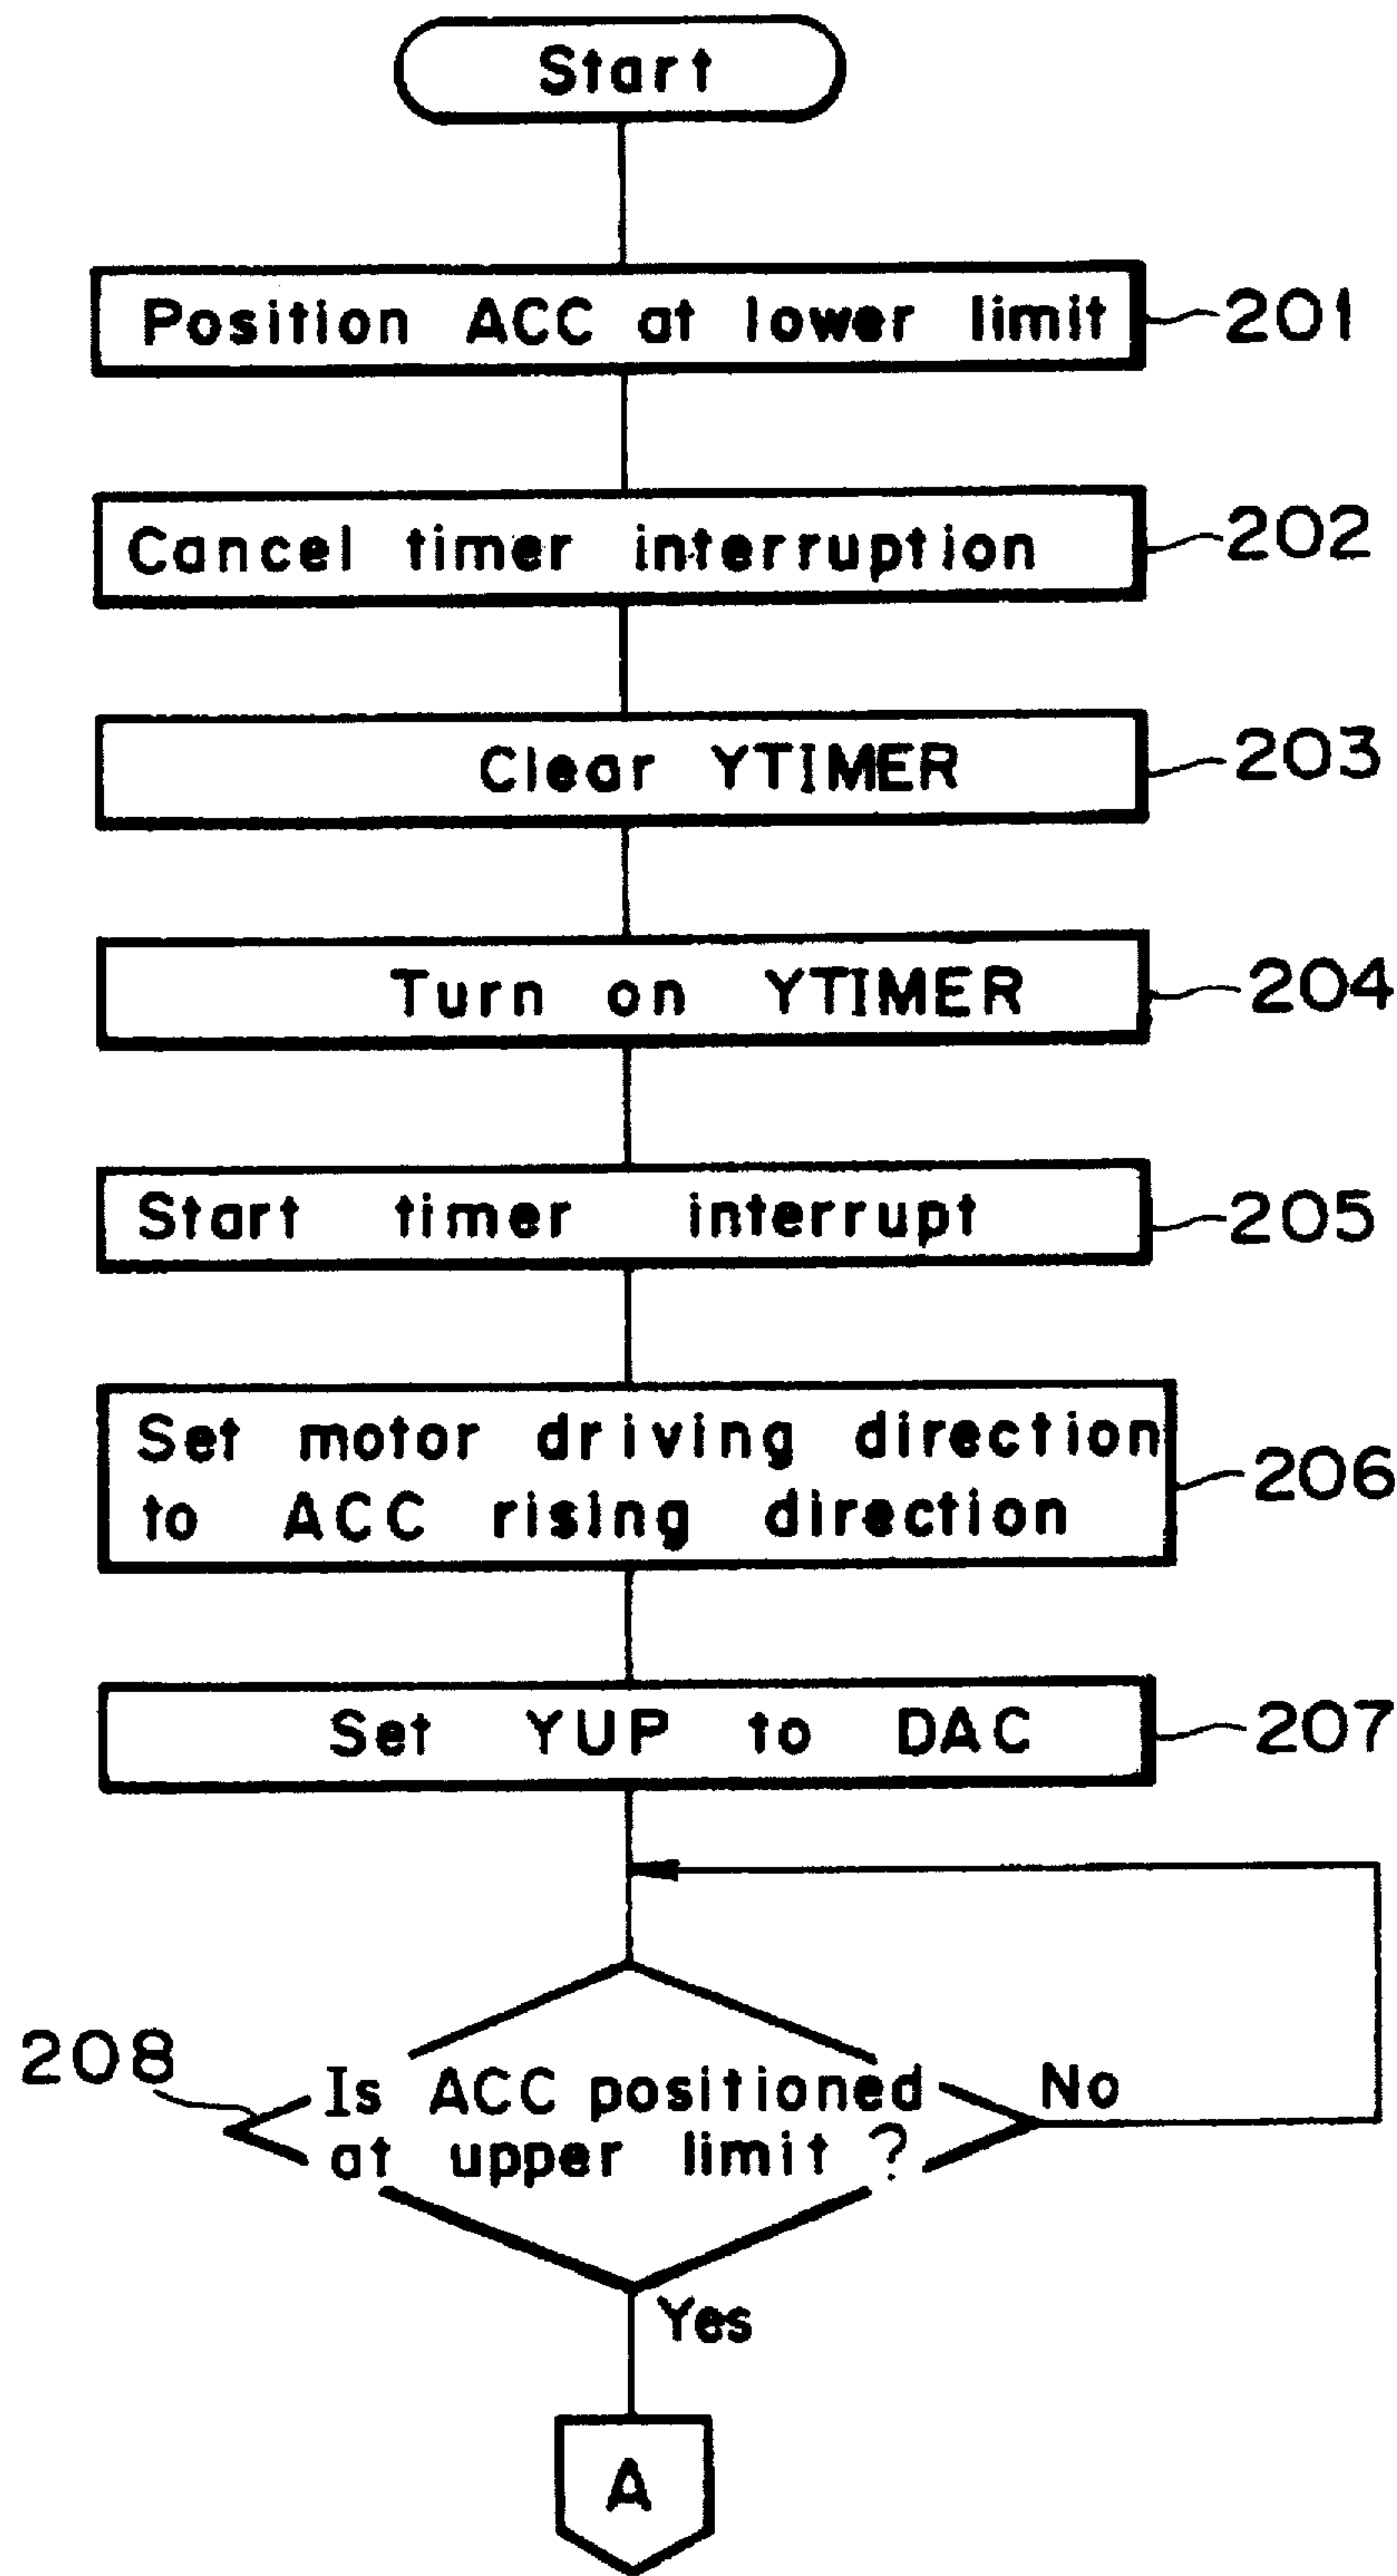 Start
Position ACC at lower limit
201
Cancel timer interruption
202
Clear YTIMER
203
Turn on YTIMER
204
Start timer interrupt
205
Set motor driving direction
to ACC rising direction
206
Set YUP to DAC
207
208
Is ACC positioned
at upper limit ?
No
Yes
A